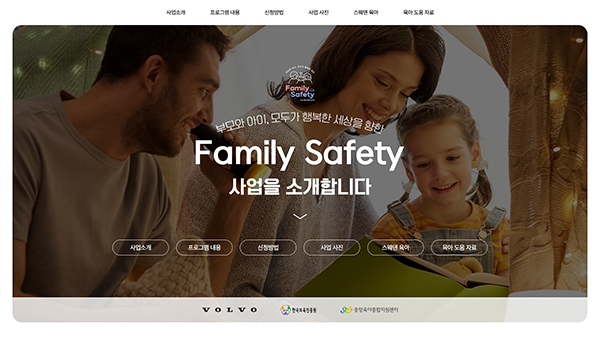 사업소개 프로그램 내용 신청방법 사업 사진 스웨덴 육아 육아 도움 자료
Family
Safety
부모와 아이, 모두가 행복한 세상을 향한
Family Safety
사업을 소개합니다
사업소개 프로그램 내용 신청방법 사업 사진 스웨덴 육아 육아 도움 자료
VOLVO 한국보육진흥원 중앙육아종합지원센터